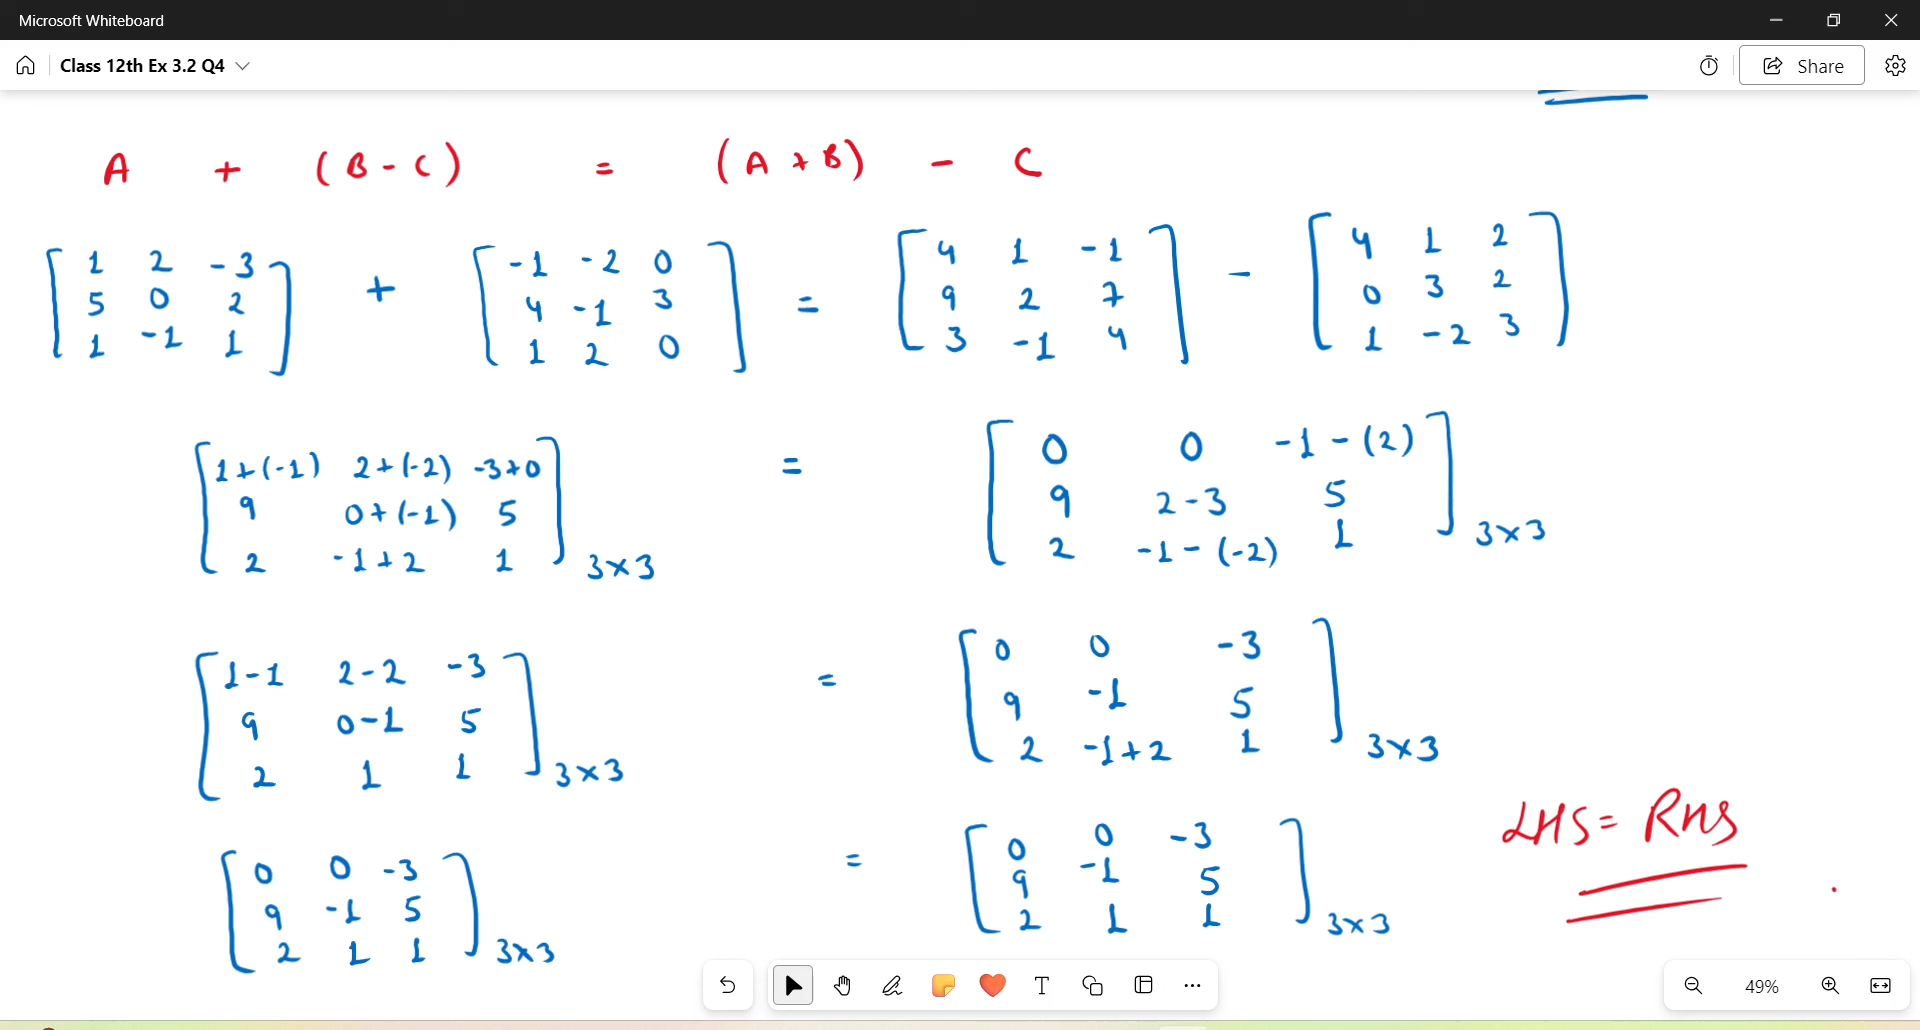 Microsoft Whiteboard
Class 12th Ex 3.2 Q4
Share
A + (B - C) = (A + B) - C
1 2 -3 -1 -2 0 4 1 -1 4 1 2
5 0 2 + 4 -1 3 = 9 2 7 - 0 3 2
1 -1 1 1 2 0 3 -1 4 1 -2 3
1+(-1) 2+(-2) -3+0 = 0 0 -1-(2)
9 0+(-1) 5 9 2-3 5
2 -1+2 1 3×3 2 -1-(-2) 1 3×3
1-1 2-2 -3 = 0 0 -3
9 0-1 5 9 -1 5
2 1 1 3×3 2 -1+2 1 3×3
LHS = RHS
0 0 -3 = 0 0 -3
9 -1 5 9 -1 5
2 1 1 3×3 2 1 1 3×3
49%